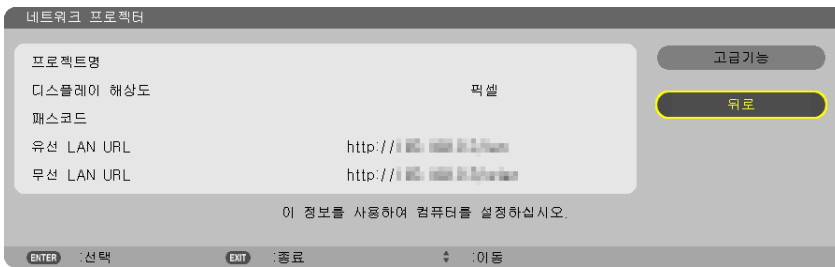 네트워크 프로젝터
프로젝트명
디스플레이 해상도 픽셀
패스코드
유선 LAN URL http://
무선 LAN URL http://
고급기능
뒤로
이 정보를 사용하여 컴퓨터를 설정하십시오.
ENTER :선택 EXIT :종료 :이동